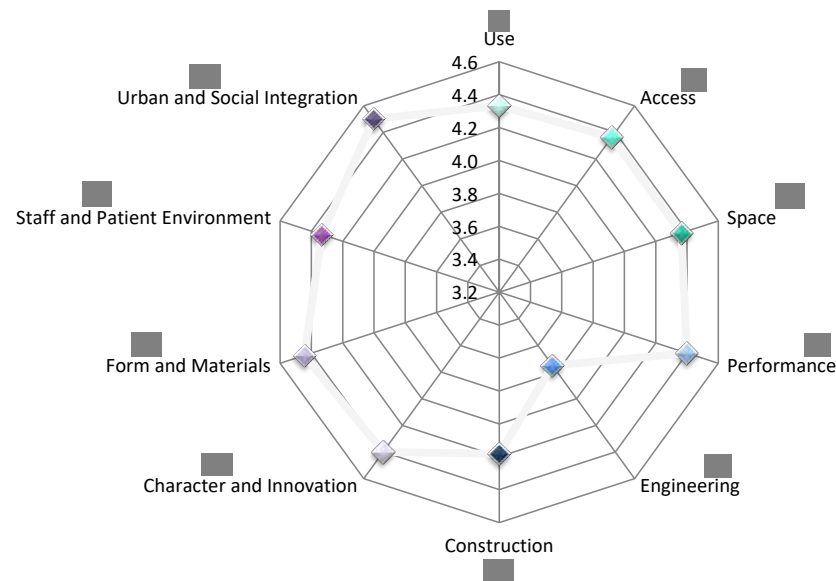 Use
Access
Space
Performance
Engineering
Construction
Character and Innovation
Form and Materials
Staff and Patient Environment
Urban and Social Integration
4.6
4.4
4.2
4.0
3.8
3.6
3.4
3.2